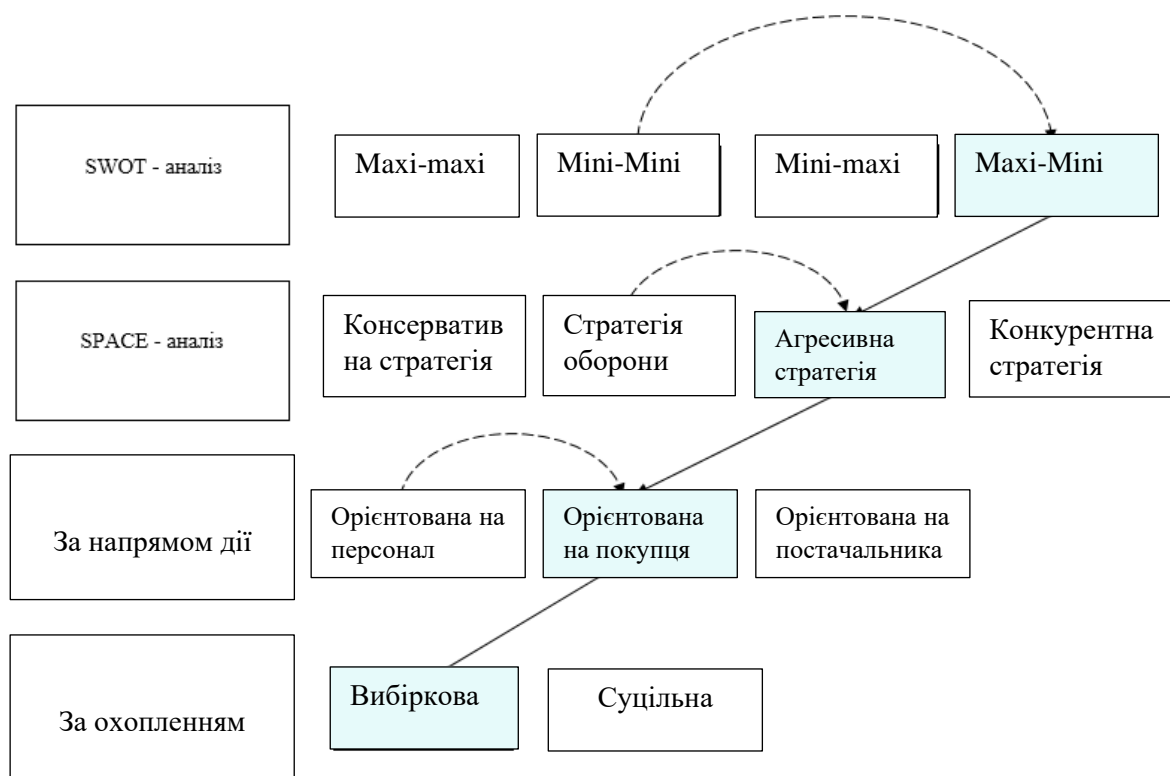 SWOT - аналіз
Maxi-maxi
Mini-Mini
Mini-maxi
Maxi-Mini
SPACE - аналіз
Консерватив
на стратегія
Стратегія
оборони
Агресивна
стратегія
Конкурентна
стратегія
За напрямом дії
Орієнтована на
персонал
Орієнтована
на покупця
Орієнтована на
постачальника
За охопленням
Вибіркова
Суцільна